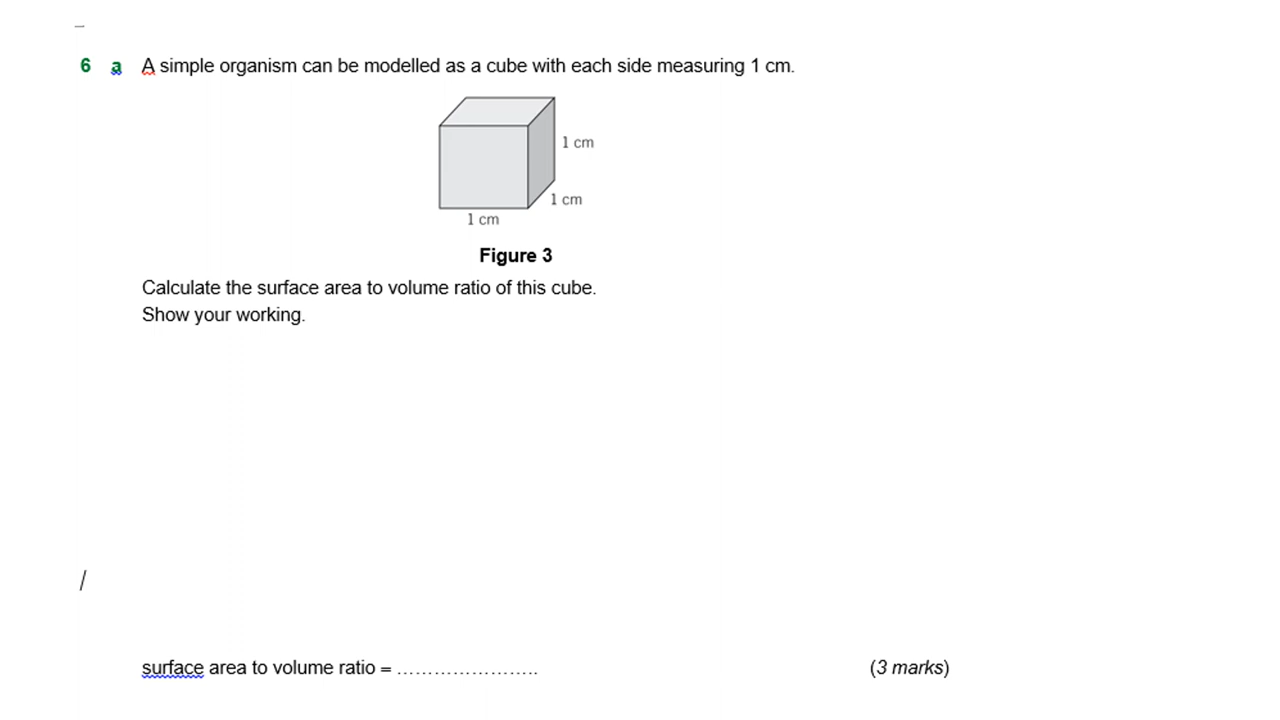 6 a A simple organism can be modelled as a cube with each side measuring 1 cm.
1 cm
1 cm
1 cm
Figure 3
Calculate the surface area to volume ratio of this cube.
Show your working.
/
surface area to volume ratio = ………………….. (3 marks)